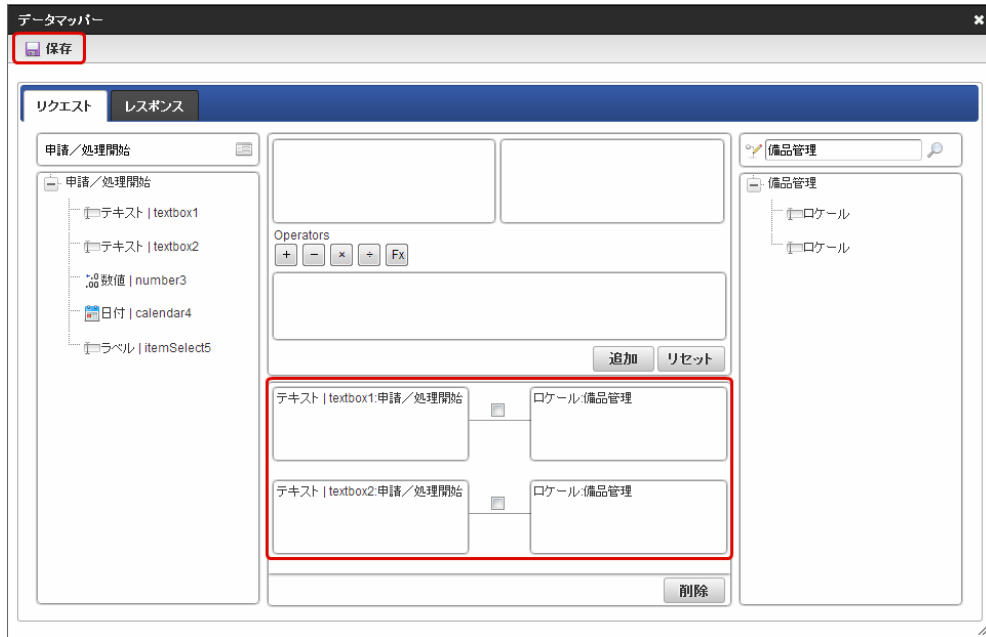 データマッパー
保存
リクエスト
レスポンス
申請／処理開始
申請／処理開始
テキスト | textbox1
テキスト | textbox2
数値 | number3
日付 | calendar4
ラベル | itemSelect5
Operators
+ − × ÷ Fx
追加 リセット
テキスト | textbox1:申請／処理開始
ロケール:備品管理
テキスト | textbox2:申請／処理開始
ロケール:備品管理
削除
備品管理
備品管理
ロケール
ロケール